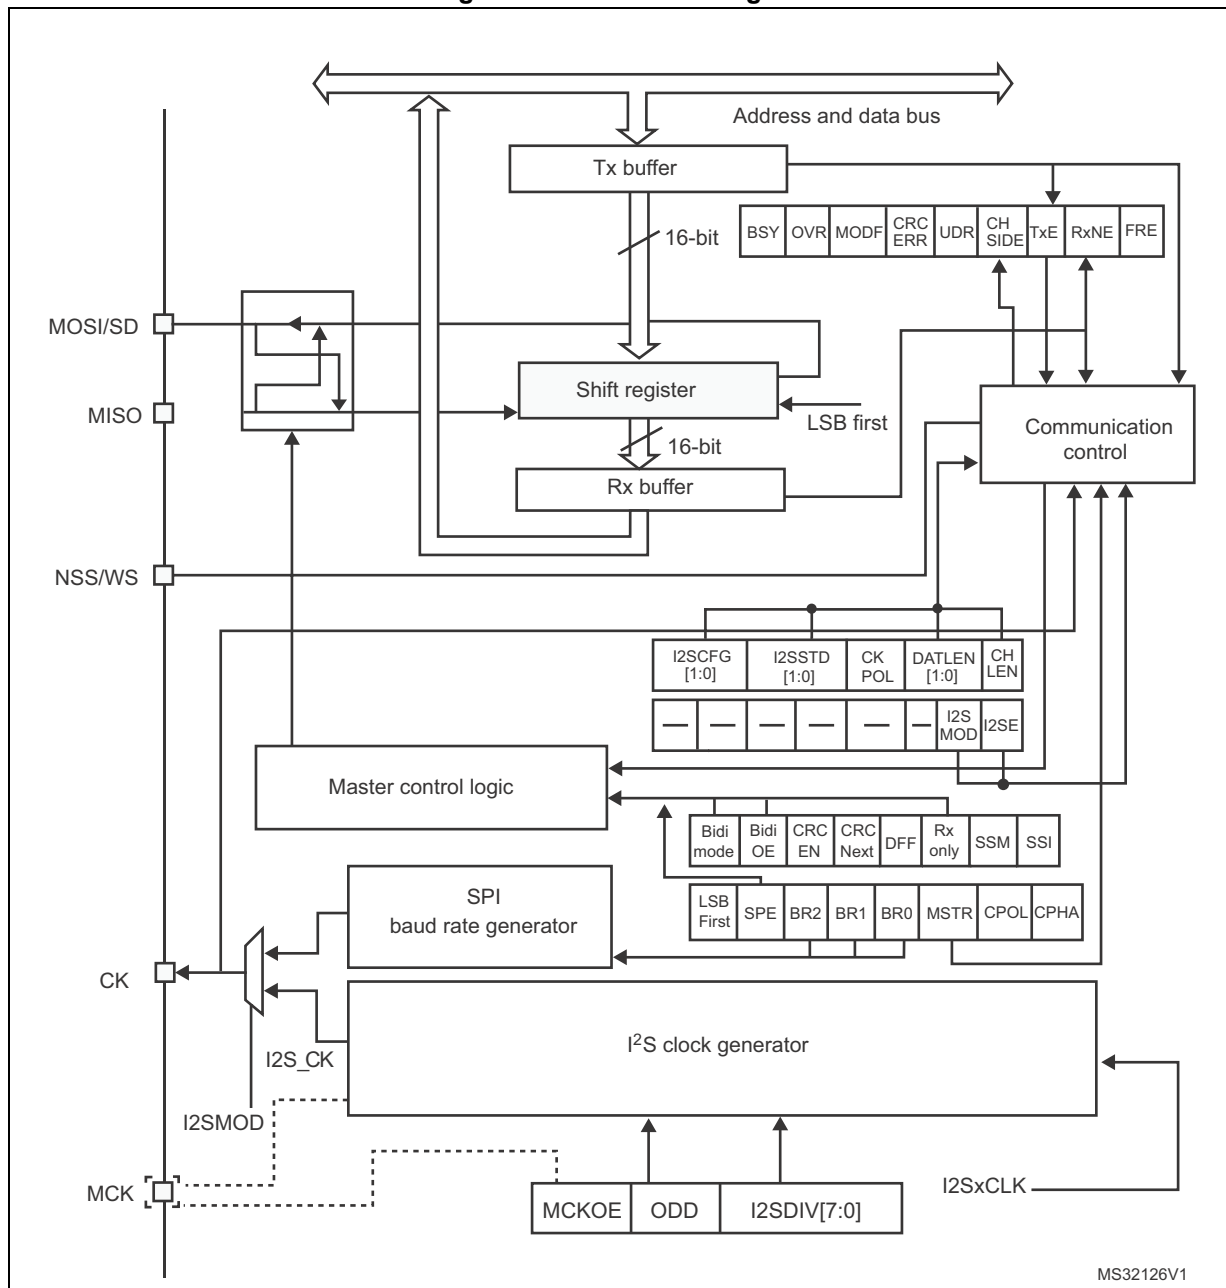 Address and data bus
Tx buffer
16-bit
BSY OVR MODF CRC ERR UDR CH SIDE TxE RxNE FRE
MOSI/SD
Shift register
MISO
LSB first
Communication
control
16-bit
Rx buffer
NSS/WS
I2SCFG [1:0] I2SSTD [1:0] CK POL DATLEN [1:0] CH LEN
— — — — — — I2S MOD I2SE
Master control logic
Bidi mode Bidi OE CRC EN CRC Next DFF Rx only SSM SSI
LSB First SPE BR2 BR1 BR0 MSTR CPOL CPHA
SPI
baud rate generator
CK
I2S clock generator
I2S_CK
I2SMOD
MCK
I2SxCLK
MCKOE ODD I2SDIV[7:0]
MS32126V1